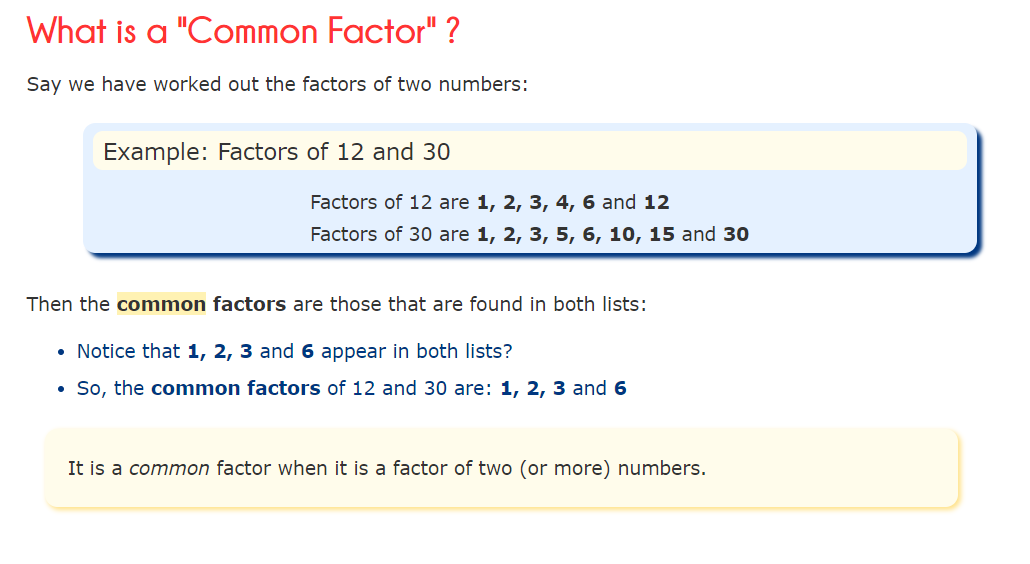 What is a "Common Factor" ?
Say we have worked out the factors of two numbers:
Example: Factors of 12 and 30
Factors of 12 are 1, 2, 3, 4, 6 and 12
Factors of 30 are 1, 2, 3, 5, 6, 10, 15 and 30
Then the common factors are those that are found in both lists:
• Notice that 1, 2, 3 and 6 appear in both lists?
• So, the common factors of 12 and 30 are: 1, 2, 3 and 6
It is a common factor when it is a factor of two (or more) numbers.